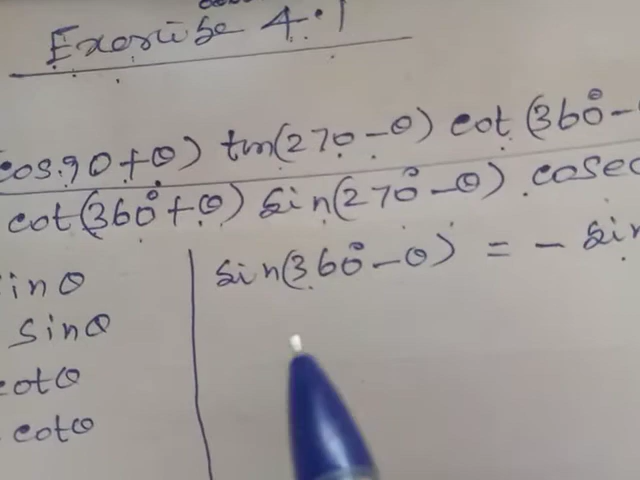 Exercise 4.1
cos.90+θ) tan(270-θ) cot (360°-
cot(360°+θ) sin(270°-θ) cosec
inθ
sinθ
cotθ
cotθ
sin(360°-θ) = - sin